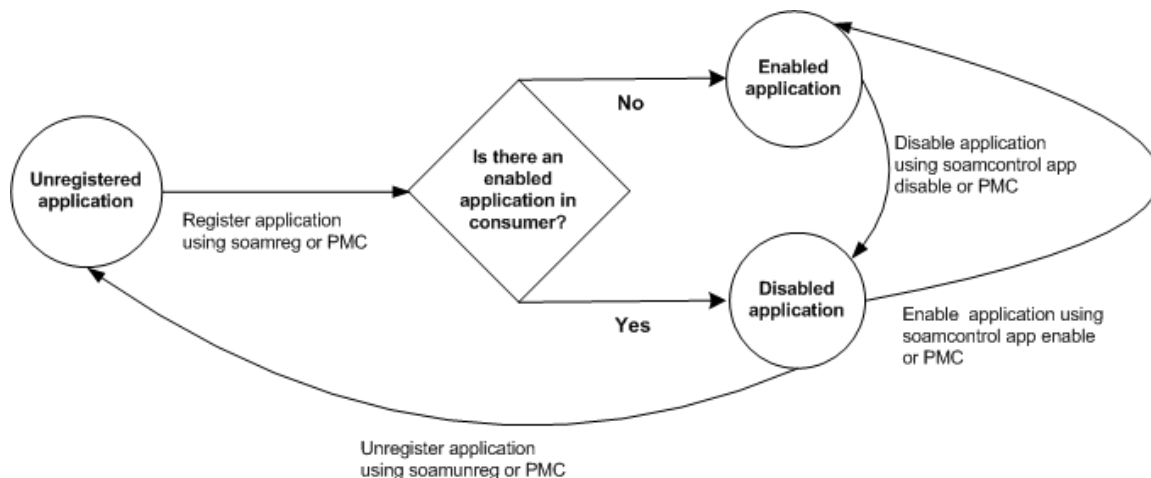 Enabled
application
No
Disable application
using soamcontrol app
disable or PMC
Is there an
enabled
application in
consumer?
Unregistered
application
Register application
using soamreg or PMC
Disabled
application
Yes
Enable  application using
soamcontrol app enable
or PMC
Unregister application
using soamunreg or PMC